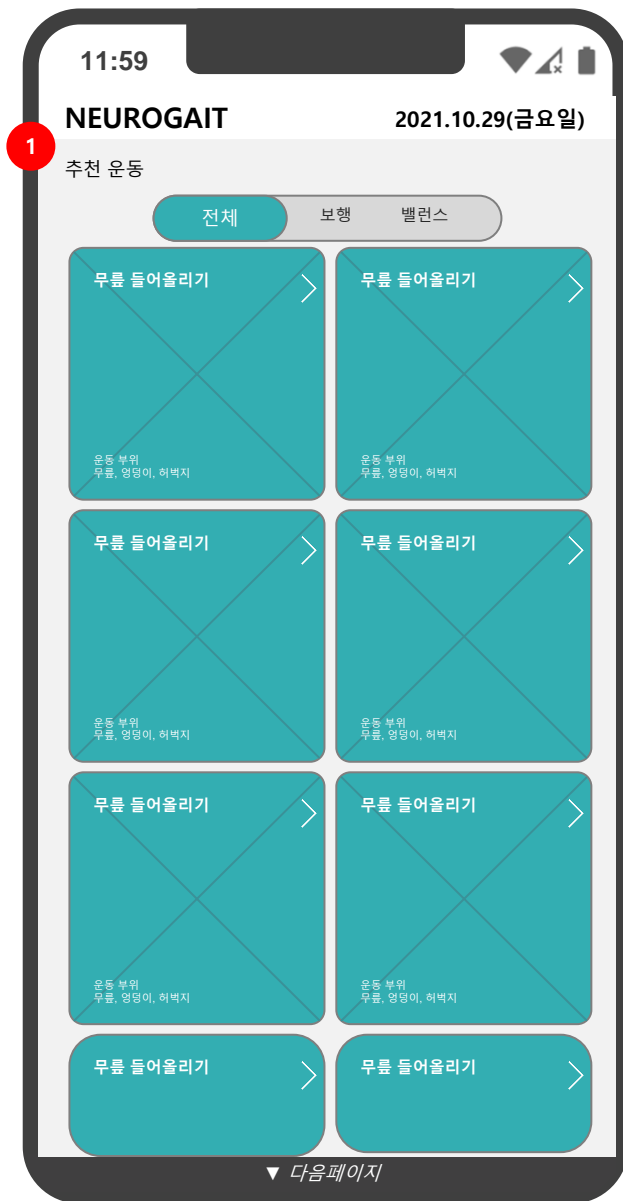 11:59
NEUROGAIT
2021.10.29(금요일)
1
추천 운동
전체
보행
밸런스
무릎 들어올리기
운동 부위
무릎, 엉덩이, 허벅지
무릎 들어올리기
운동 부위
무릎, 엉덩이, 허벅지
무릎 들어올리기
운동 부위
무릎, 엉덩이, 허벅지
무릎 들어올리기
운동 부위
무릎, 엉덩이, 허벅지
무릎 들어올리기
운동 부위
무릎, 엉덩이, 허벅지
무릎 들어올리기
운동 부위
무릎, 엉덩이, 허벅지
무릎 들어올리기
무릎 들어올리기
▼ 다음페이지